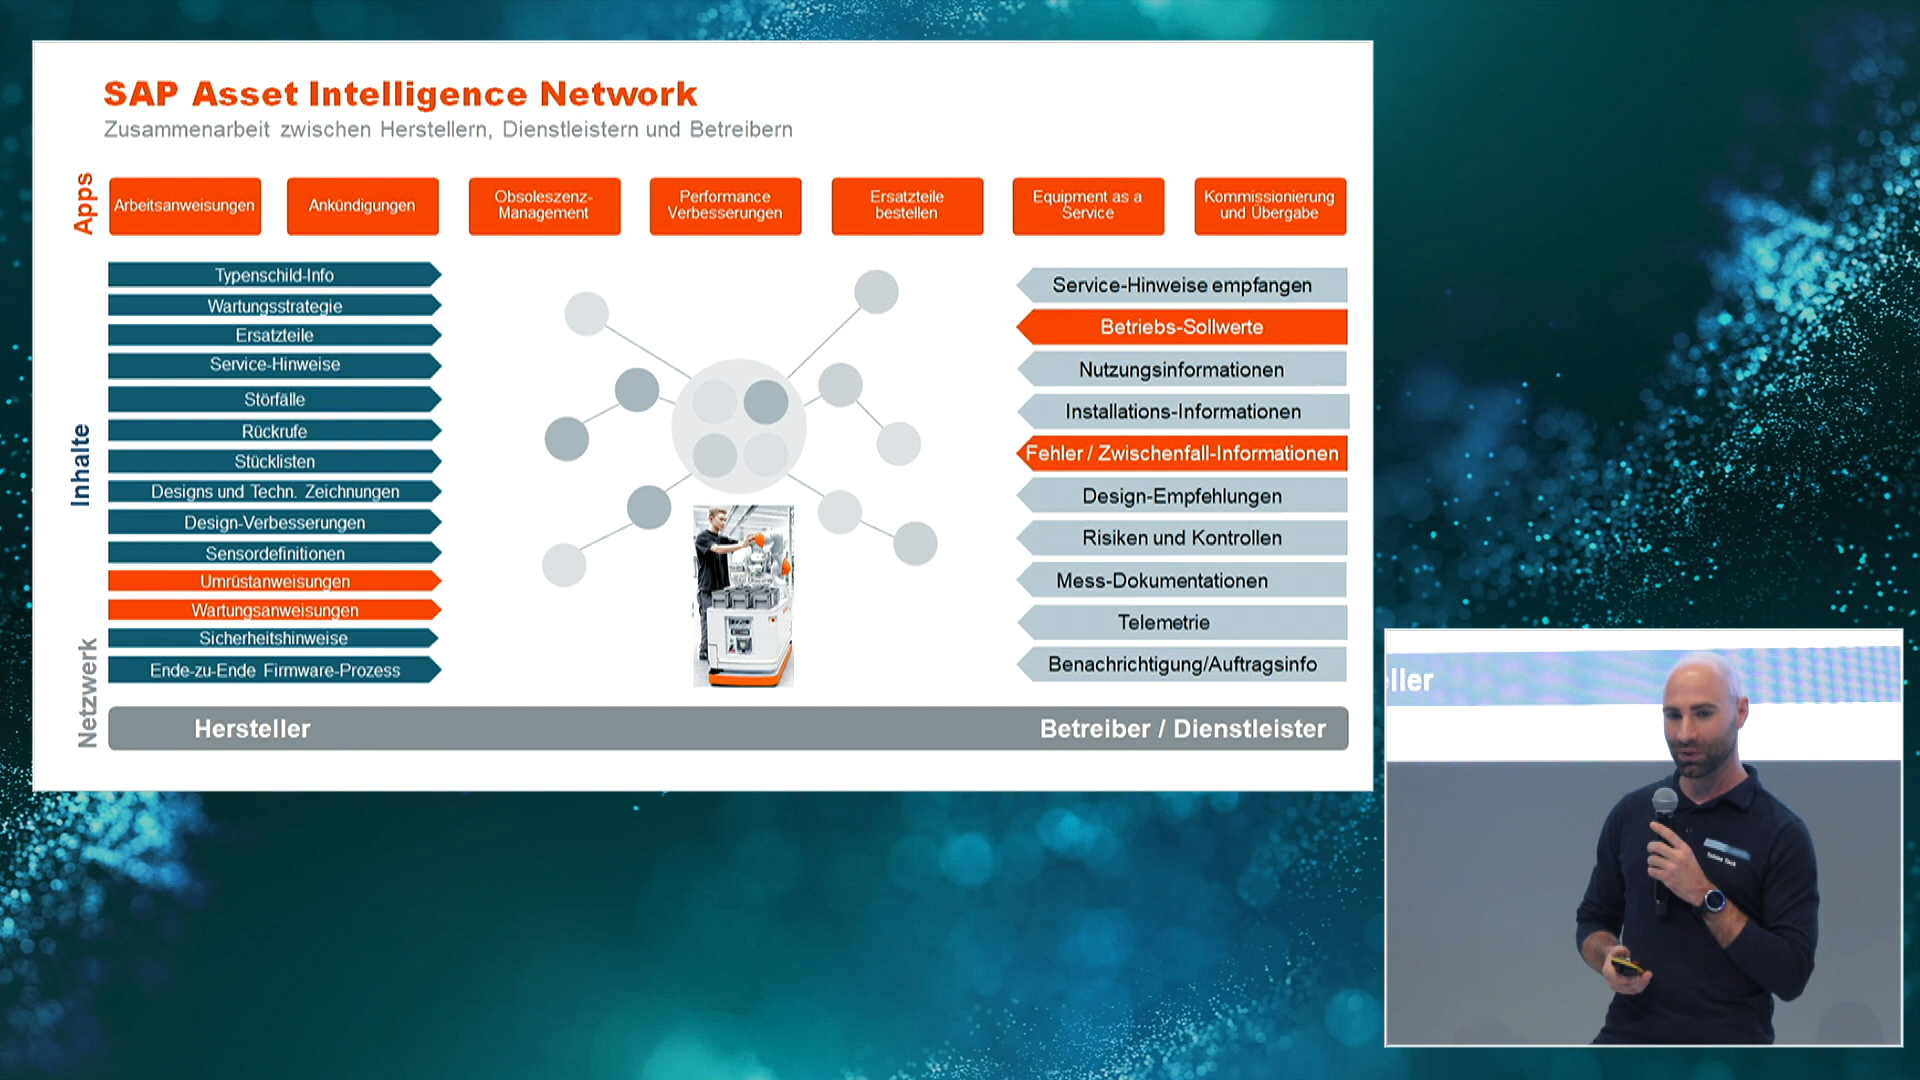 SAP Asset Intelligence Network
Zusammenarbeit zwischen Herstellern, Dienstleistern und Betreibern
Apps
Arbeitsanweisungen
Ankündigungen
Obsoleszenz-
Management
Performance
Verbesserungen
Ersatzteile
bestellen
Equipment as a
Service
Kommissionierung
und Übergabe
Inhalte
Typenschild-Info
Wartungsstrategie
Ersatzteile
Service-Hinweise
Störfälle
Rückrufe
Stücklisten
Designs und Techn. Zeichnungen
Design-Verbesserungen
Sensordefinitionen
Umrüstanweisungen
Wartungsanweisungen
Sicherheitshinweise
Ende-zu-Ende Firmware-Prozess
Service-Hinweise empfangen
Betriebs-Sollwerte
Nutzungsinformationen
Installations-Informationen
Fehler / Zwischenfall-Informationen
Design-Empfehlungen
Risiken und Kontrollen
Mess-Dokumentationen
Telemetrie
Benachrichtigung/Auftragsinfo
Netzwerk
Hersteller
Betreiber / Dienstleister
ller